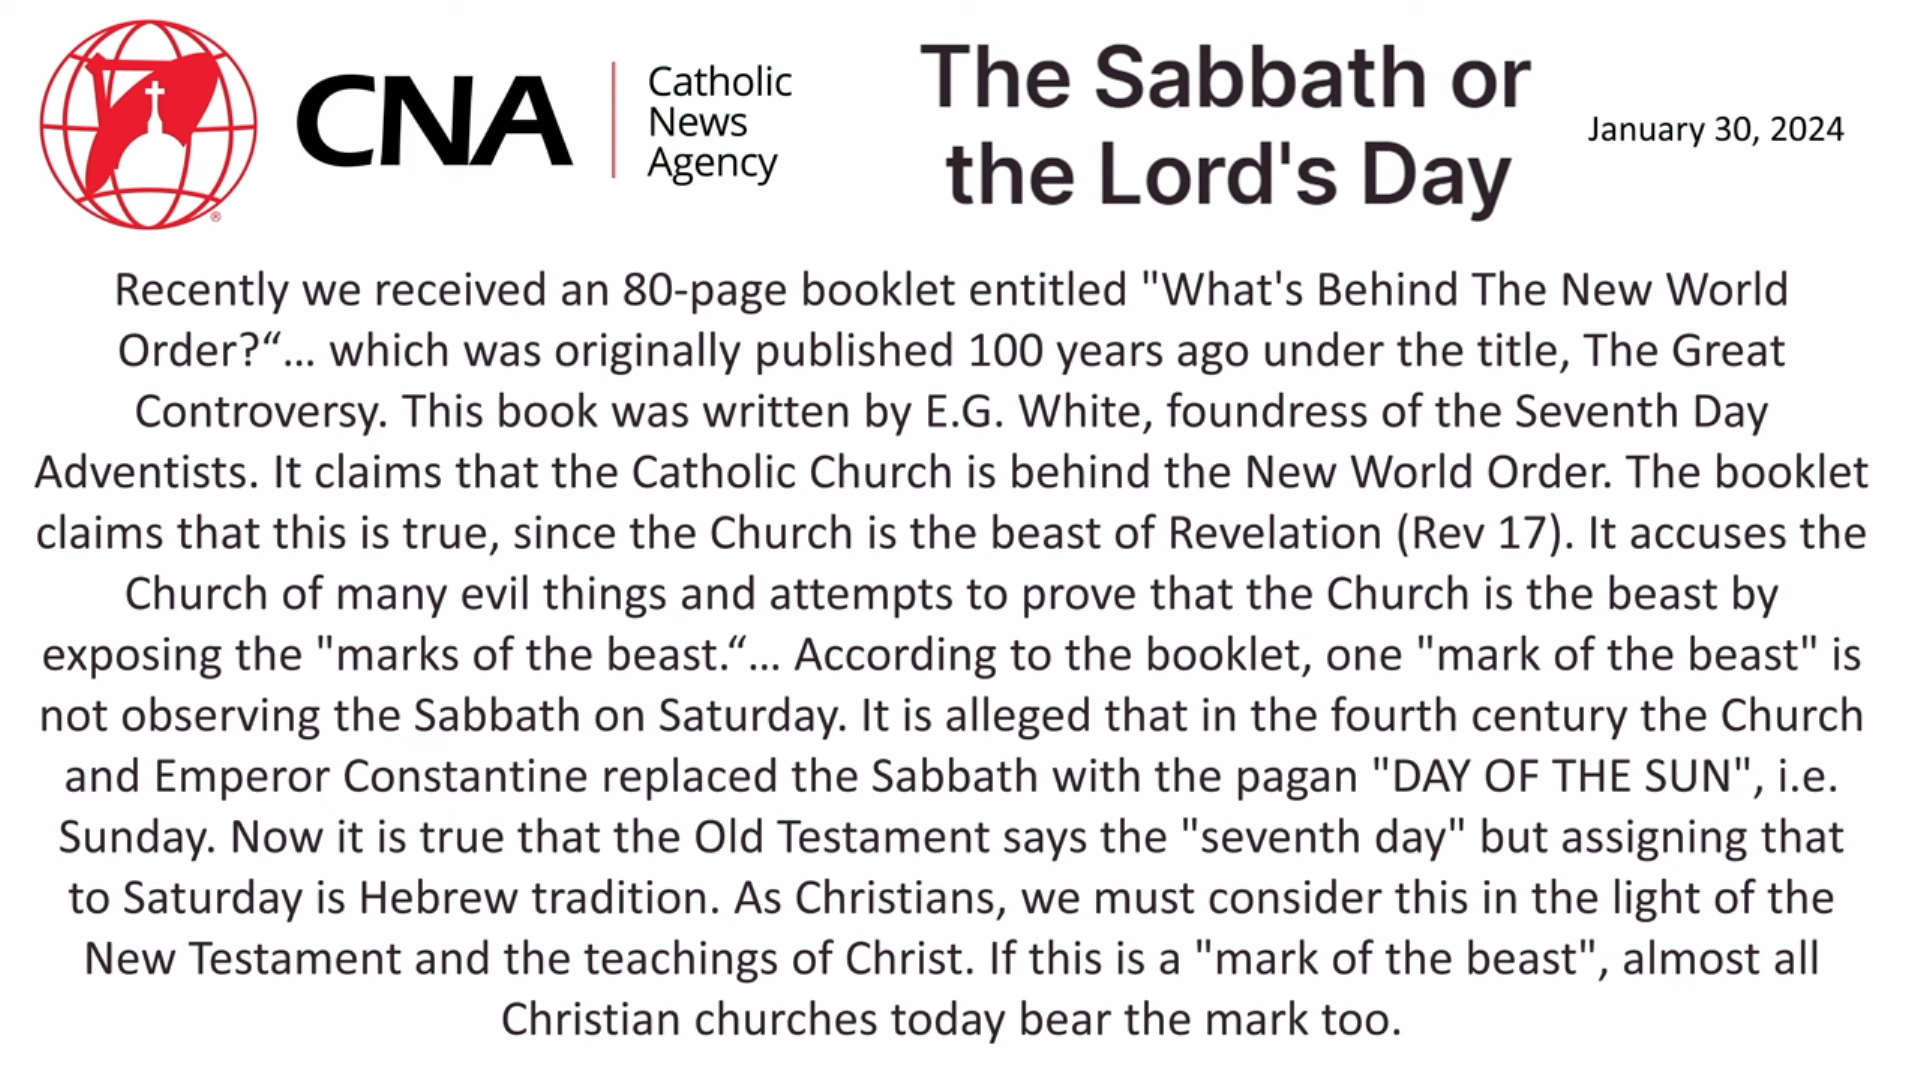 CNA
Catholic
News
Agency
The Sabbath or
the Lord's Day
January 30, 2024
Recently we received an 80-page booklet entitled "What's Behind The New World
Order?“... which was originally published 100 years ago under the title, The Great
Controversy. This book was written by E.G. White, foundress of the Seventh Day
Adventists. It claims that the Catholic Church is behind the New World Order. The booklet
claims that this is true, since the Church is the beast of Revelation (Rev 17). It accuses the
Church of many evil things and attempts to prove that the Church is the beast by
exposing the "marks of the beast.“... According to the booklet, one "mark of the beast" is
not observing the Sabbath on Saturday. It is alleged that in the fourth century the Church
and Emperor Constantine replaced the Sabbath with the pagan "DAY OF THE SUN", i.e.
Sunday. Now it is true that the Old Testament says the "seventh day" but assigning that
to Saturday is Hebrew tradition. As Christians, we must consider this in the light of the
New Testament and the teachings of Christ. If this is a "mark of the beast", almost all
Christian churches today bear the mark too.